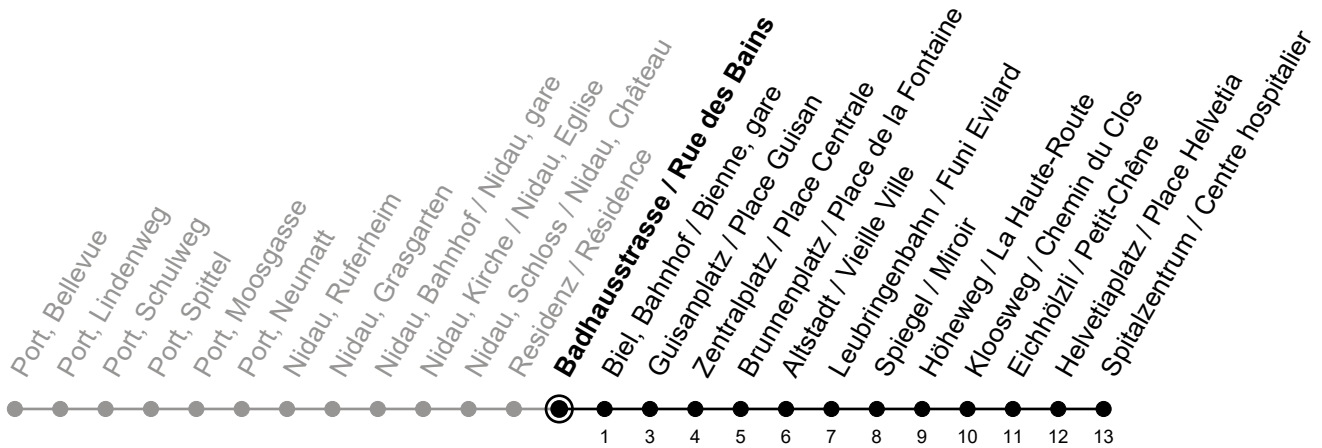 Port, Bellevue
Port, Lindenweg
Port, Schulweg
Port, Spittel
Port, Moosgasse
Port, Neumatt
Nidau, Ruferheim
Nidau, Grasgarten
Nidau, Bahnhof / Nidau, gare
Nidau, Kirche / Nidau, Eglise
Nidau, Schloss / Nidau, Château
Residenz / Résidence
Badhausstrasse / Rue des Bains
Biel, Bahnhof / Bienne, gare
Guisanplatz / Place Guisan
Zentralplatz / Place Centrale
Brunnenplatz / Place de la Fontaine
Altstadt / Vieille Ville
Leubringenbahn / Funi Evilard
Spiegel / Miroir
Höheweg / La Haute-Route
Kloosweg / Chemin du Clos
Eichhölzli / Petit-Chêne
Helvetiaplatz / Place Helvetia
Spitalzentrum / Centre hospitalier
1 3 4 5 6 7 8 9 10 11 12 13